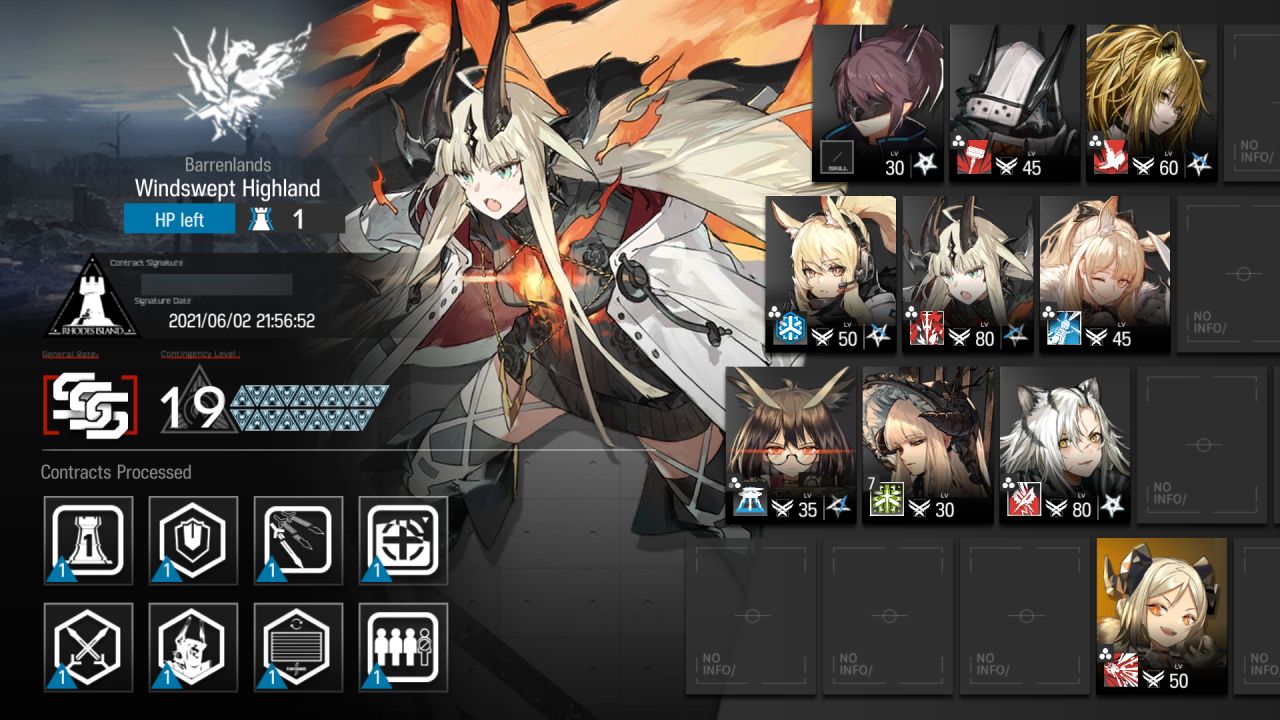 Barrenlands
Windswept Highland
HP left 1
Contract Signature
Signature Date
2021/06/02 21:56:52
RHODES ISLAND
General Rate:
Contingency Level:
19
Contracts Processed
1
1
1
1
1
1
1
1
1
SKILL LV 30
LV 45
LV 60
NO INFO/
LV 50
LV 80
LV 45
NO INFO/
LV 35
7 LV 30
LV 80
NO INFO/
NO INFO/
NO INFO/
NO INFO/
LV 50
NO INFO/